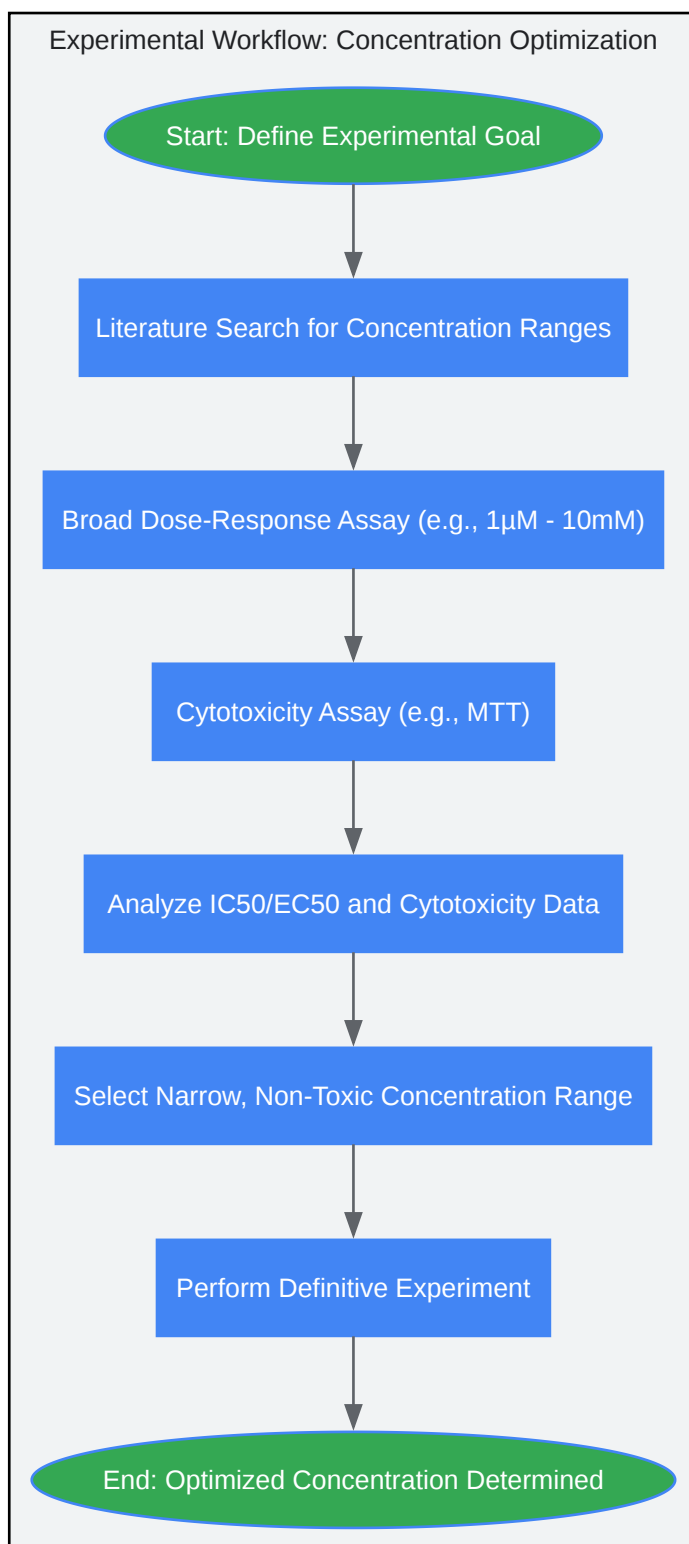 Experimental Workflow: Concentration Optimization
Start: Define Experimental Goal
Literature Search for Concentration Ranges
Broad Dose-Response Assay (e.g., 1µM - 10mM)
Cytotoxicity Assay (e.g., MTT)
Analyze IC50/EC50 and Cytotoxicity Data
Select Narrow, Non-Toxic Concentration Range
Perform Definitive Experiment
End: Optimized Concentration Determined